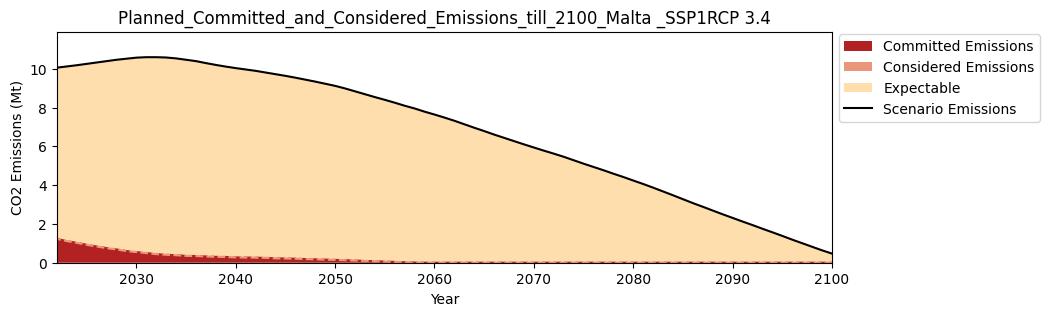 Planned_Committed_and_Considered_Emissions_till_2100_Malta _SSP1RCP 3.4
Committed Emissions
Considered Emissions
Expectable
Scenario Emissions
CO2 Emissions (Mt)
10
8
6
4
2
0
2030 2040 2050 2060 2070 2080 2090 2100
Year